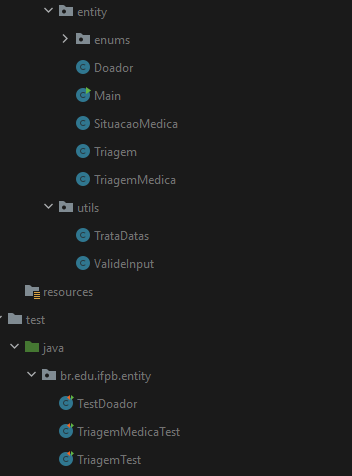 entity
enums
Doador
Main
SituacaoMedica
Triagem
TriagemMedica
utils
TrataDatas
ValideInput
resources
test
java
br.edu.ifpb.entity
TestDoador
TriagemMedicaTest
TriagemTest